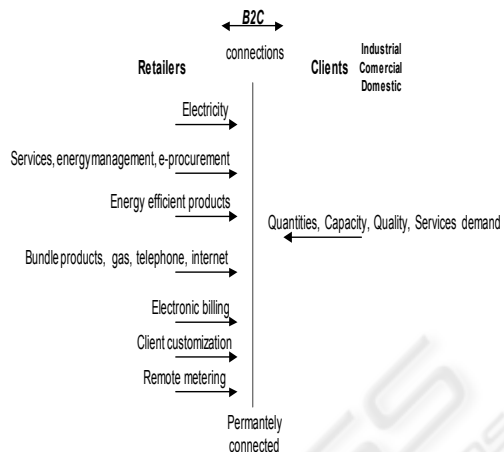 B2C
connections
Retailers
Clients
Industrial
Comercial
Domestic
Electricity
Services, energy management, e-procurement
Energy efficient products
Quantities, Capacity, Quality, Services demand
Bundle products, gas, telephone, internet
Electronic billing
Client customization
Remote metering
Permantely
connected